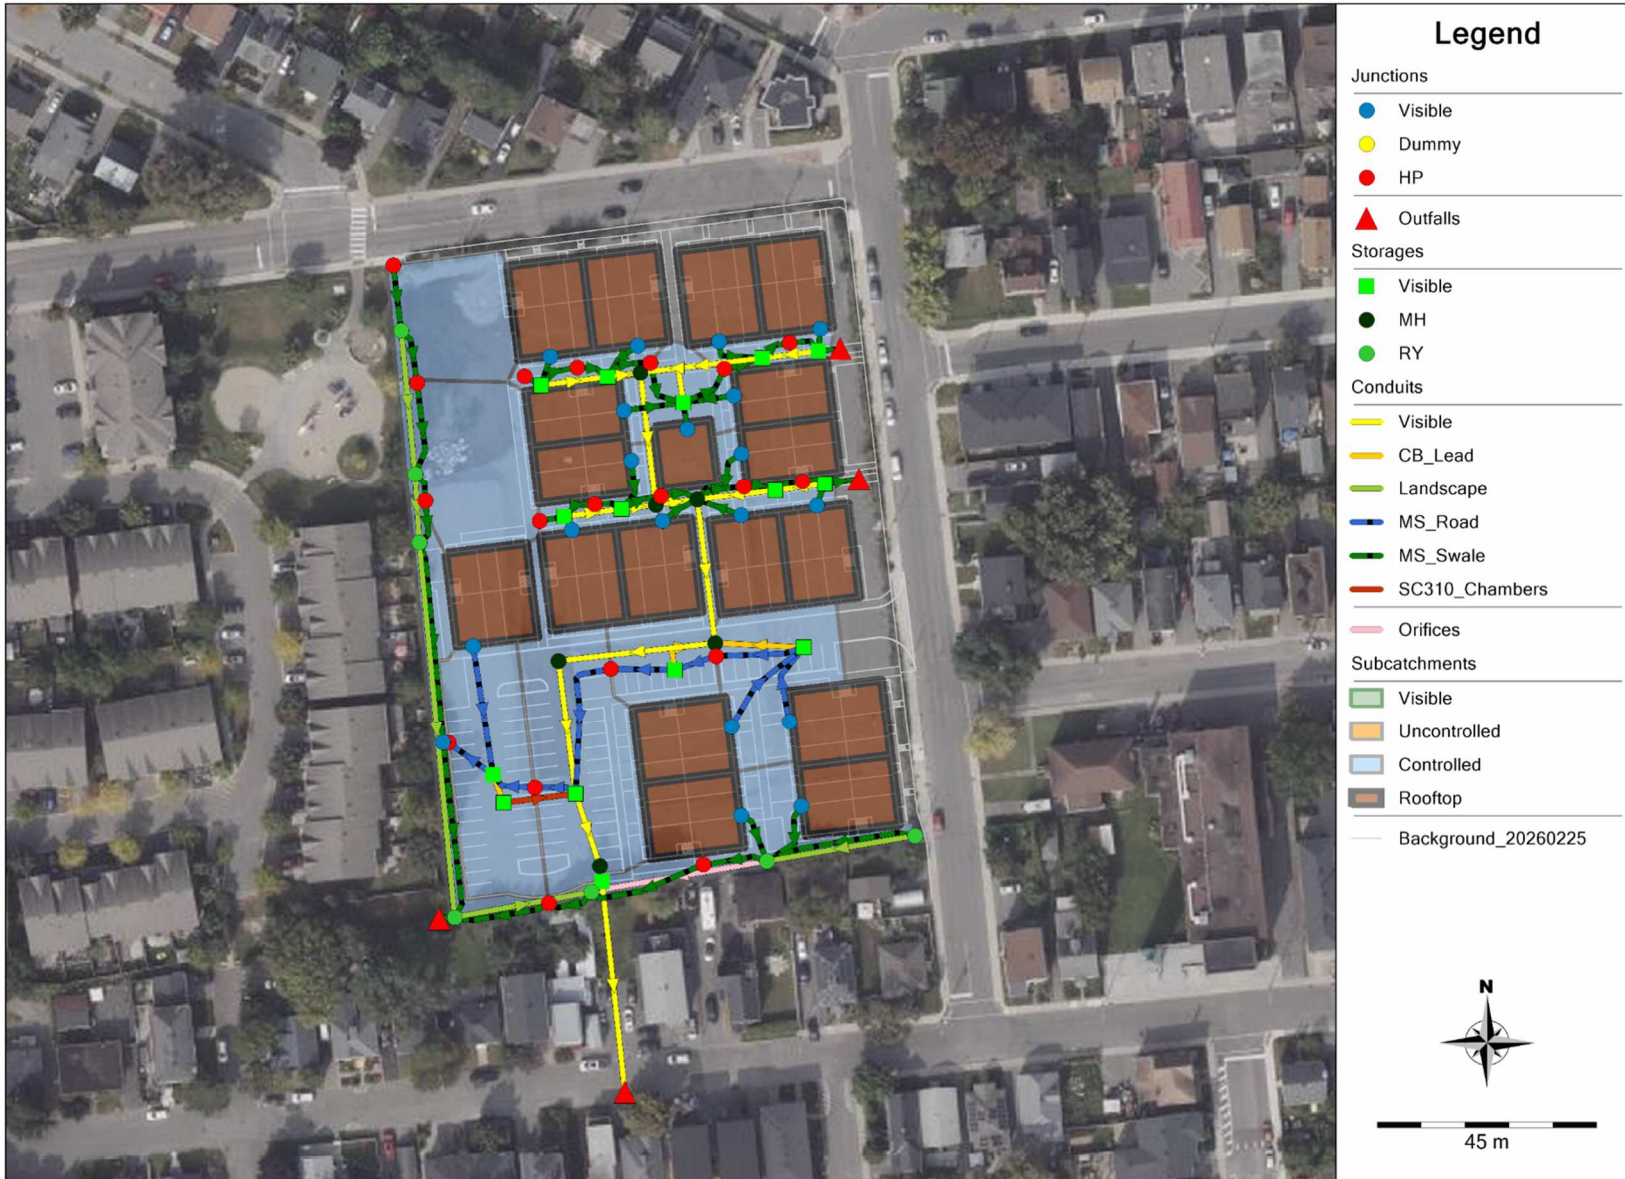 Legend
Junctions
Visible
Dummy
HP
Outfalls
Storages
Visible
MH
RY
Conduits
Visible
CB_Lead
Landscape
MS_Road
MS_Swale
SC310_Chambers
Orifices
Subcatchments
Visible
Uncontrolled
Controlled
Rooftop
Background_20260225
N
45 m